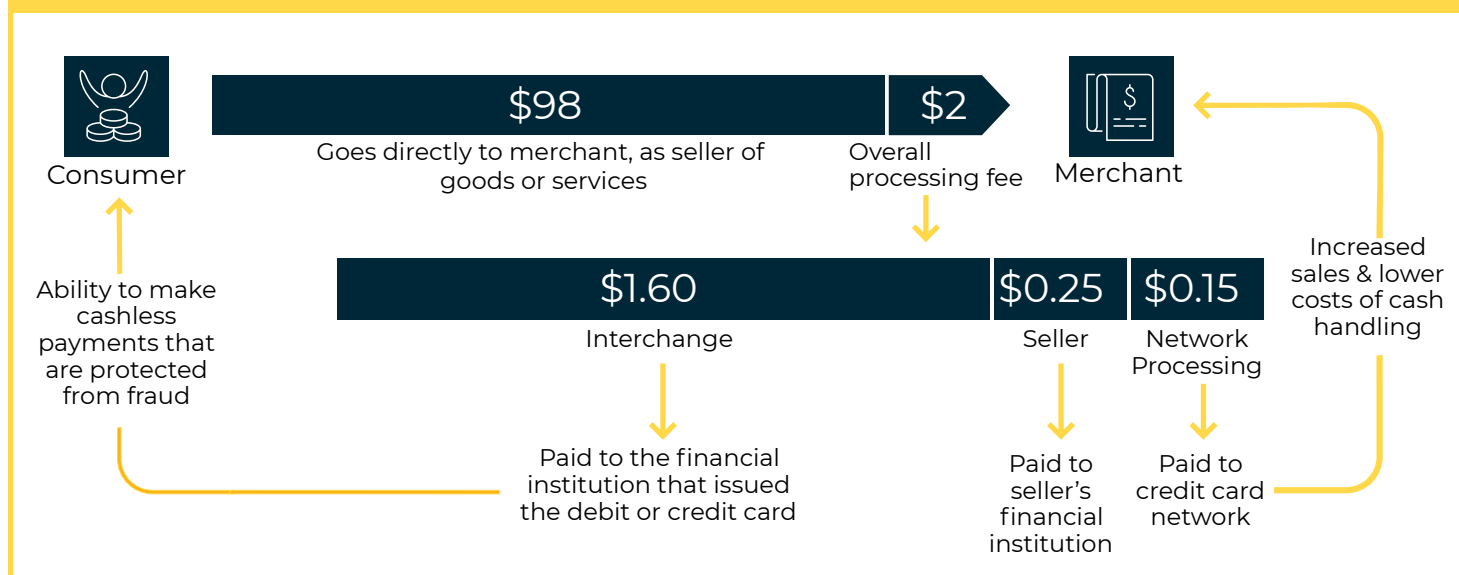 $98
$2
$
Consumer
Goes directly to merchant, as seller of
goods or services
Overall
processing fee
Merchant
$1.60
$0.25
$0.15
Interchange
Seller
Network
Processing
Increased
sales & lower
costs of cash
handling
Ability to make
cashless
payments that
are protected
from fraud
Paid to the financial
institution that issued
the debit or credit card
Paid to
seller's
financial
institution
Paid to
credit card
network